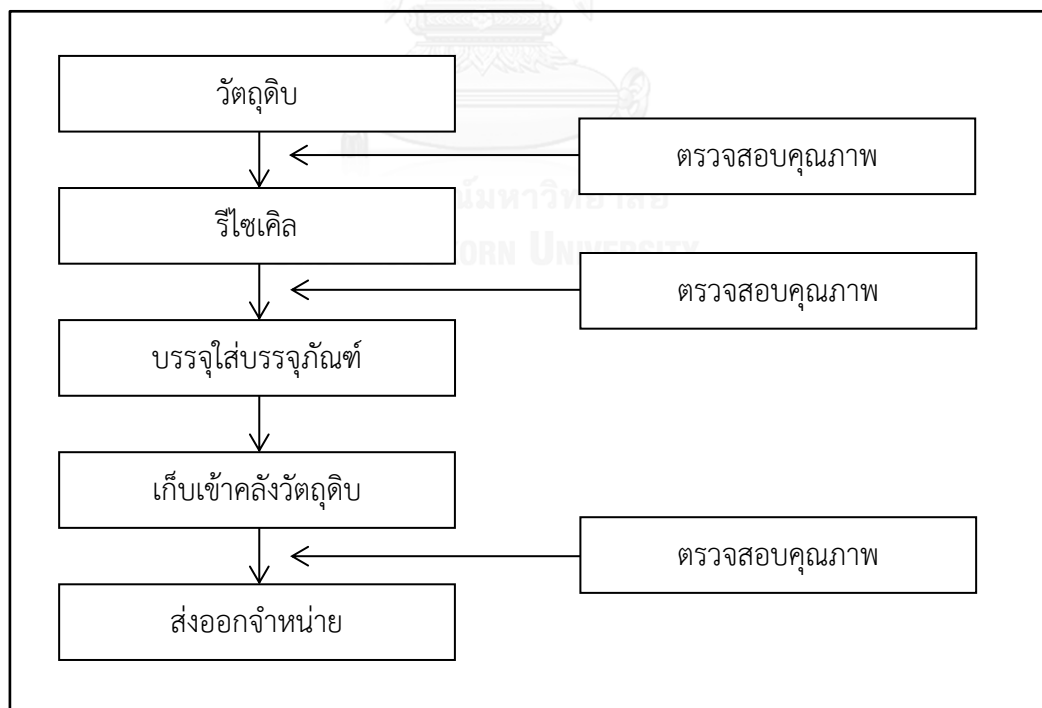 วัตถุดิบ
ตรวจสอบคุณภาพ
รีไซเคิล
ตรวจสอบคุณภาพ
บรรจุใส่บรรจุภัณฑ์
เก็บเข้าคลังวัตถุดิบ
ตรวจสอบคุณภาพ
ส่งออกจำหน่าย